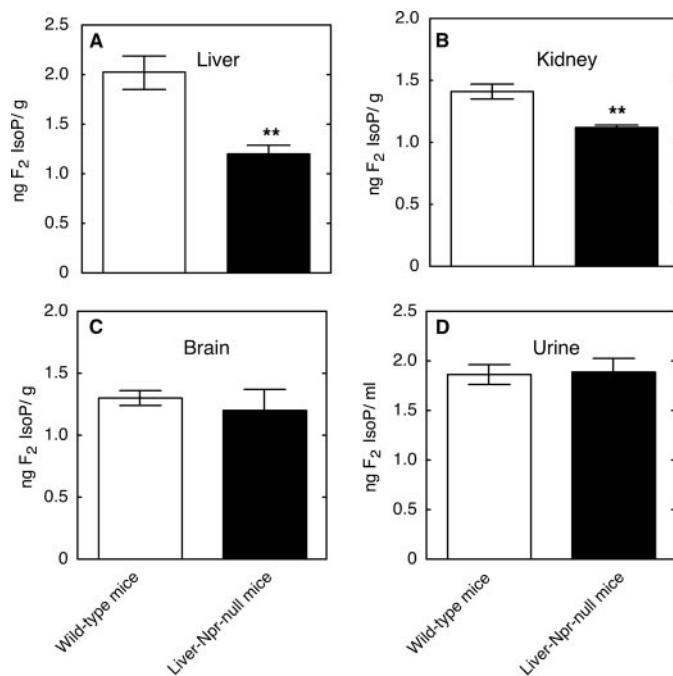 A
Liver
**
ng F2 IsoP/ g
2.5
2.0
1.5
1.0
0.5
0
B
Kidney
**
ng F2 IsoP/ g
2.0
1.5
1.0
0.5
0
C
Brain
ng F2 IsoP/ g
2.0
1.5
1.0
0.5
0
Wild-type mice
Liver-Npr-null mice
D
Urine
ng F2 IsoP/ ml
2.5
2.0
1.5
1.0
0.5
0
Wild-type mice
Liver-Npr-null mice